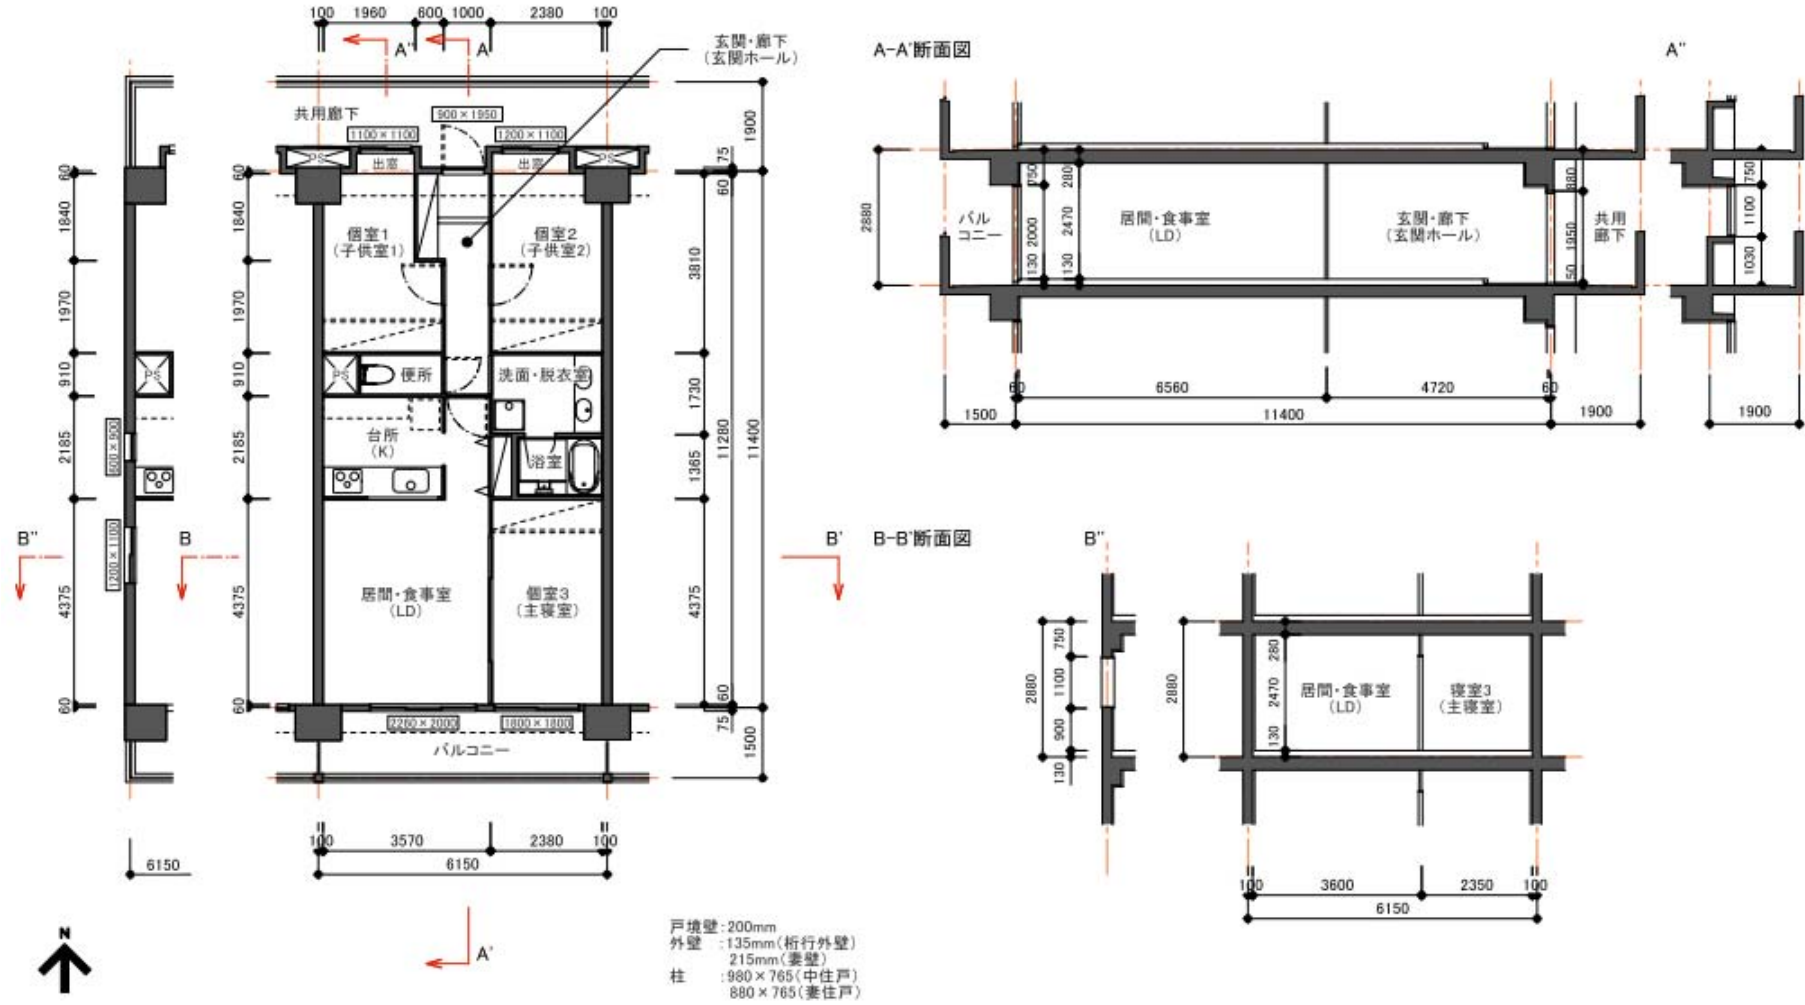 100 1960 600 1000 2380 100
A" A
玄関・廊下
(玄関ホール)
共用廊下
900×1950
1100×1100
1200×1100
PS
出窓
出窓
PS
個室1
(子供室1)
個室2
(子供室2)
PS
便所
洗面・脱衣室
台所
(K)
浴室
居間・食事室
(LD)
個室3
(主寝室)
2260×2000
1800×1800
バルコニー
PS
600×900
1200×1100
60
1840
1970
910
2185
4375
60
60
1840
1970
910
2185
4375
60
1900
75
60
3810
1730
1365
4375
11280
11400
60
75
1500
B"
B
B'
100 3570 2380 100
6150
6150
N
A'
戸境壁:200mm
外壁 :135mm(桁行外壁)
215mm(妻壁)
柱 :980×765(中住戸)
880×765(妻住戸)
A-A'断面図
A"
2880
バル
コニー
750
2000
130
280
2470
130
居間・食事室
(LD)
玄関・廊下
(玄関ホール)
880
1950
50
共用
廊下
750
1100
1030
60 6560 4720 60
1500 11400 1900
1900
B-B'断面図
B"
2880
750
1100
900
130
2880
280
2470
130
居間・食事室
(LD)
寝室3
(主寝室)
100 3600 2350 100
6150